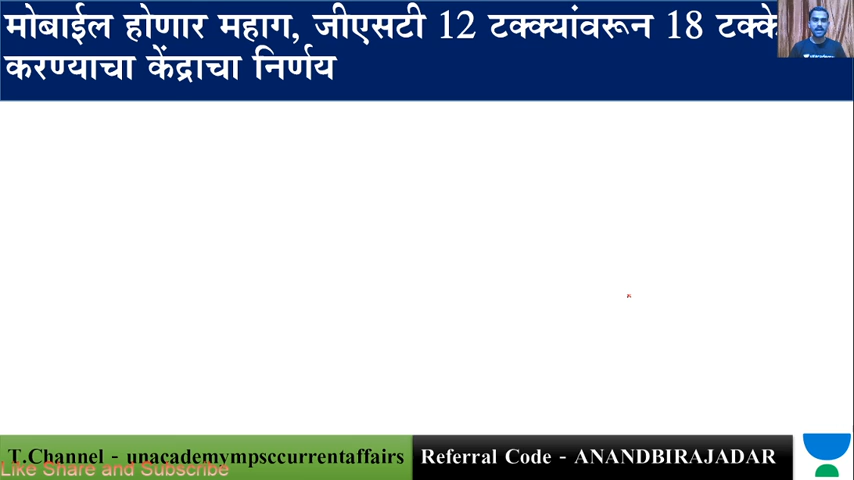 मोबाईल होणार महाग, जीएसटी 12 टक्क्यांवरून 18 टक्के
करण्याचा केंद्राचा निर्णय
T.Channel - unacademympsccurrentaffairs
Referral Code - ANANDBIRAJADAR
Like Share and Subscribe